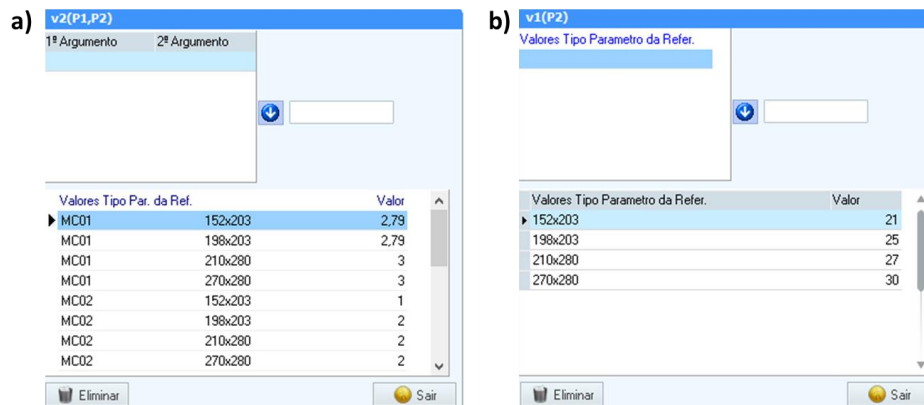 a)
v2(P1,P2)
1º Argumento 2º Argumento
Valores Tipo Par. da Ref. Valor
MC01 152x203 2,79
MC01 198x203 2,79
MC01 210x280 3
MC01 270x280 3
MC02 152x203 1
MC02 198x203 2
MC02 210x280 2
MC02 270x280 2
Eliminar Sair
b)
v1(P2)
Valores Tipo Parametro da Refer.
Valores Tipo Parametro da Refer. Valor
152x203 21
198x203 25
210x280 27
270x280 30
Eliminar Sair